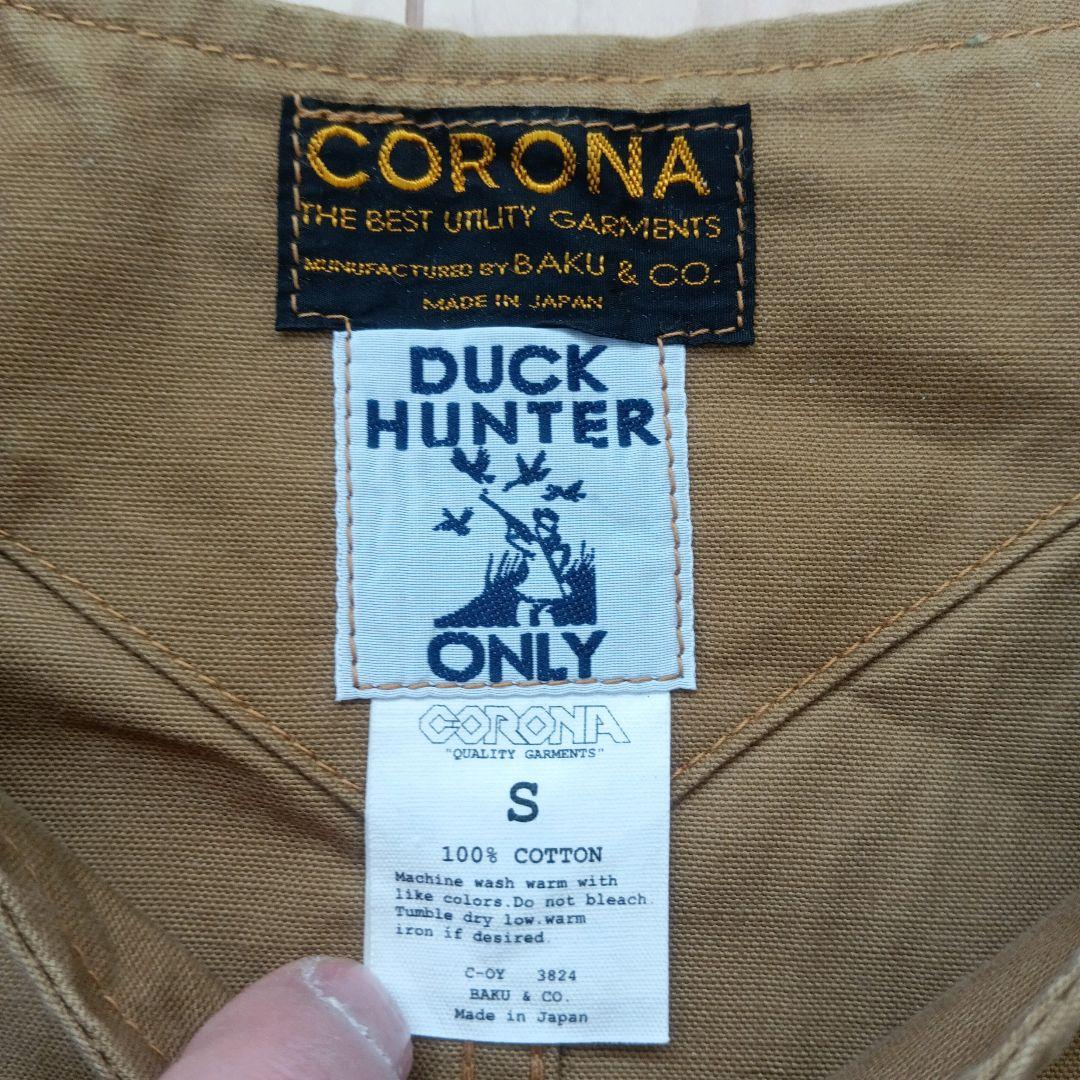 CORONA
THE BEST UTILITY GARMENTS
MUNUFACTURED BY BAKU & CO.
MADE IN JAPAN
DUCK
HUNTER
ONLY
CORONA
"QUALITY GARMENTS"
S
100% COTTON
Machine wash warm with
like colors.Do not bleach.
Tumble dry low.warm
iron if desired.
C-OY 3824
BAKU & CO.
Made in Japan